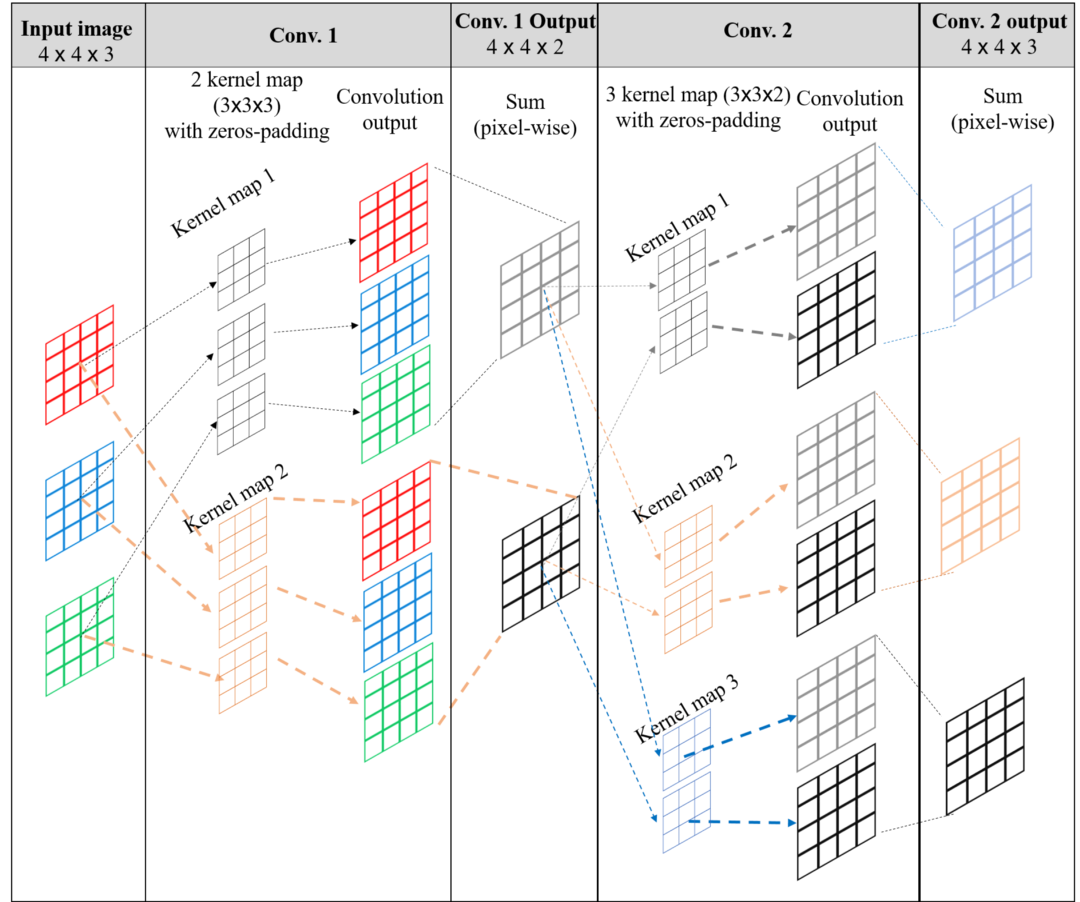 Input image
4 x 4 x 3
Conv. 1
Conv. 1 Output
4 x 4 x 2
Conv. 2
Conv. 2 output
4 x 4 x 3
2 kernel map
(3x3x3)
with zeros-padding
Convolution
output
Sum
(pixel-wise)
3 kernel map (3x3x2)
with zeros-padding
Convolution
output
Sum
(pixel-wise)
Kernel map 1
Kernel map 2
Kernel map 1
Kernel map 2
Kernel map 3